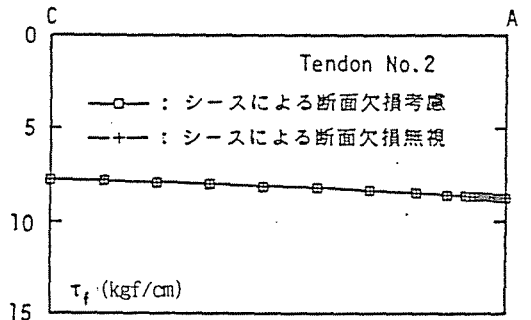 C A
0
Tendon No.2
—□— : シースによる断面欠損考慮
5
—+— : シースによる断面欠損無視
10
τf (kgf/cm)
15